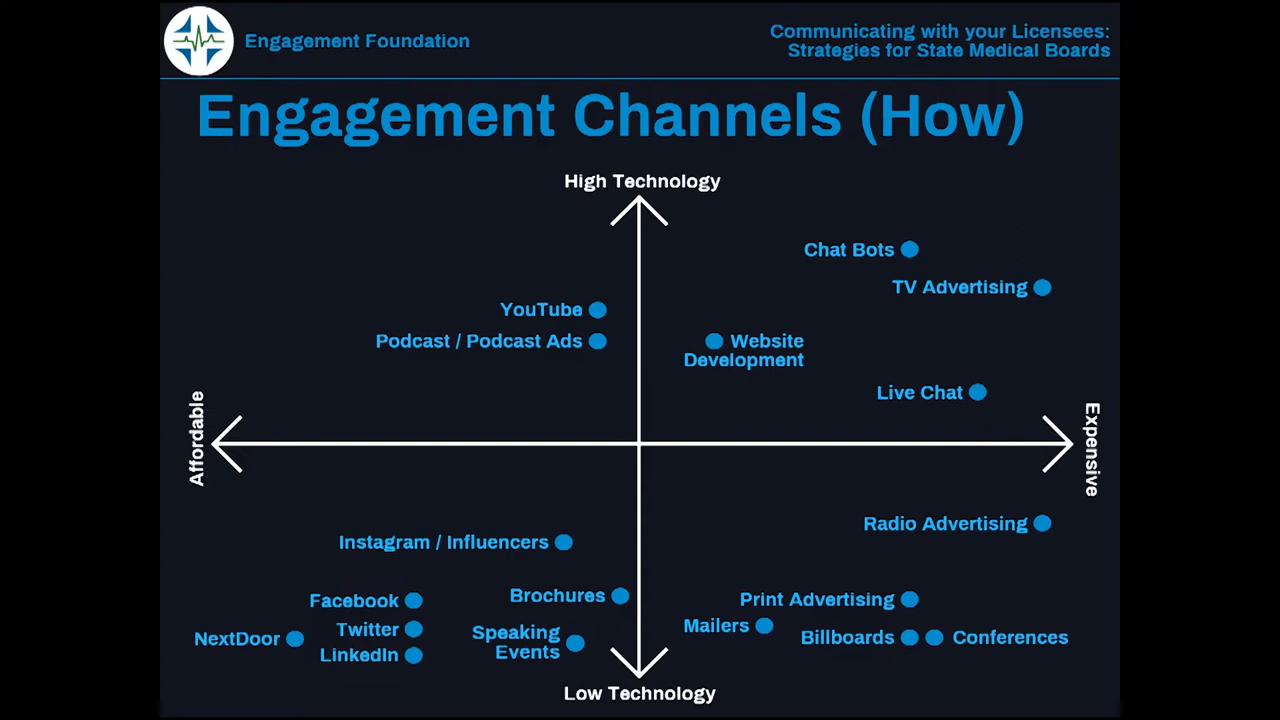 Engagement Foundation
Communicating with your Licensees:
Strategies for State Medical Boards
Engagement Channels (How)
High Technology
Chat Bots
TV Advertising
YouTube
Podcast / Podcast Ads
Website
Development
Live Chat
Affordable
Expensive
Radio Advertising
Instagram / Influencers
Brochures
Print Advertising
Facebook
Mailers
Twitter
Speaking
Events
Billboards
Conferences
NextDoor
LinkedIn
Low Technology